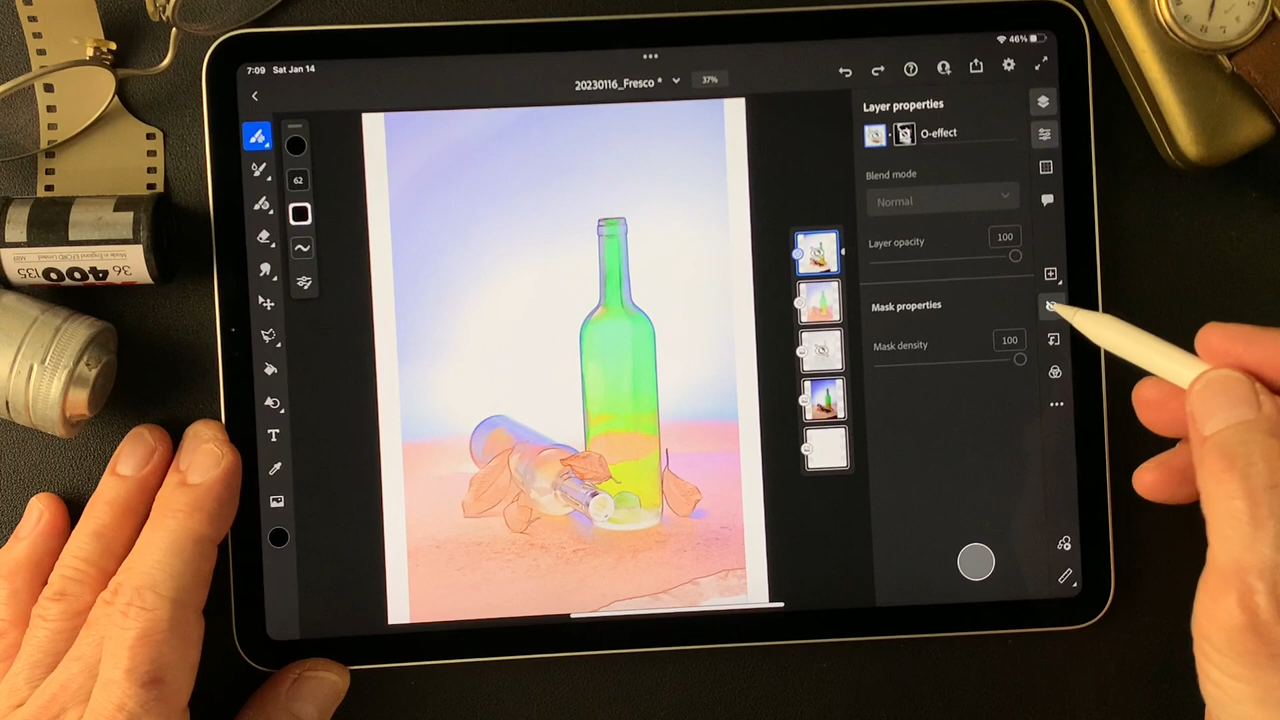 7:09 Sat Jan 14
46%
20230116_Fresco *
37%
Layer properties
O-effect
Blend mode
Normal
Layer opacity
100
Mask properties
Mask density
100
62
T
36 400 135